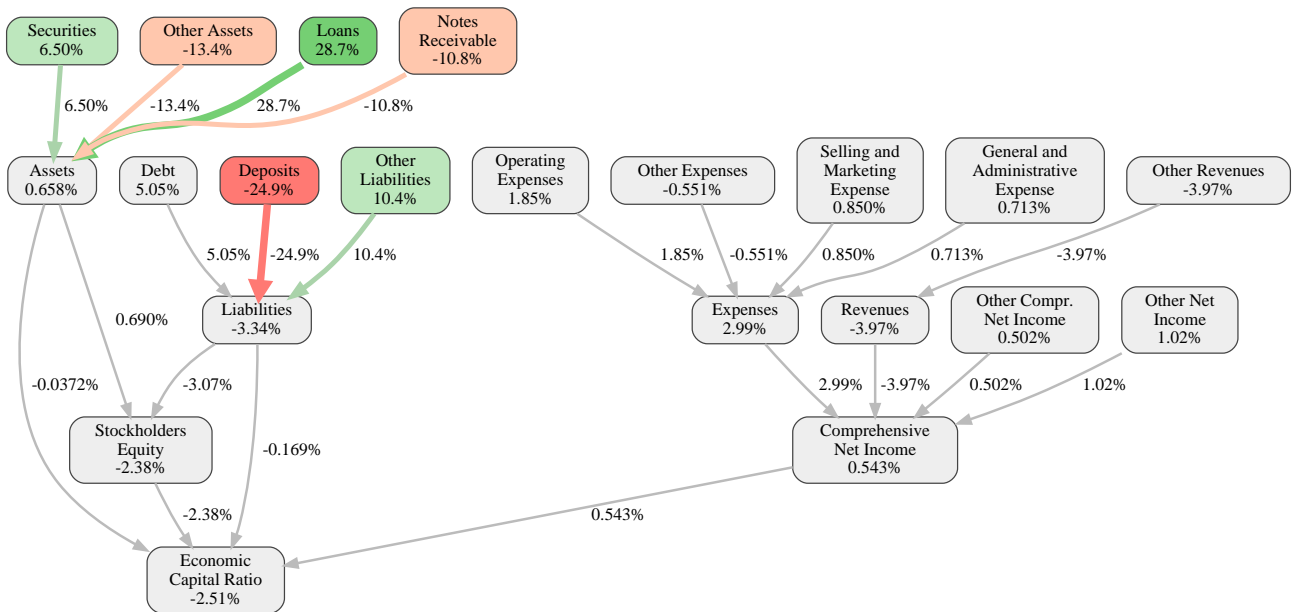 Securities
6.50%
Other Assets
-13.4%
Loans
28.7%
Notes
Receivable
-10.8%
6.50%
-13.4%
28.7%
-10.8%
Assets
0.658%
Debt
5.05%
Deposits
-24.9%
Other
Liabilities
10.4%
Operating
Expenses
1.85%
Other Expenses
-0.551%
Selling and
Marketing
Expense
0.850%
General and
Administrative
Expense
0.713%
Other Revenues
-3.97%
5.05%
-24.9%
10.4%
1.85%
-0.551%
0.850%
0.713%
-3.97%
Liabilities
-3.34%
Expenses
2.99%
Revenues
-3.97%
Other Compr.
Net Income
0.502%
Other Net
Income
1.02%
0.690%
-0.0372%
-3.07%
2.99%
-3.97%
0.502%
1.02%
Stockholders
Equity
-2.38%
-0.169%
Comprehensive
Net Income
0.543%
-2.38%
0.543%
Economic
Capital Ratio
-2.51%